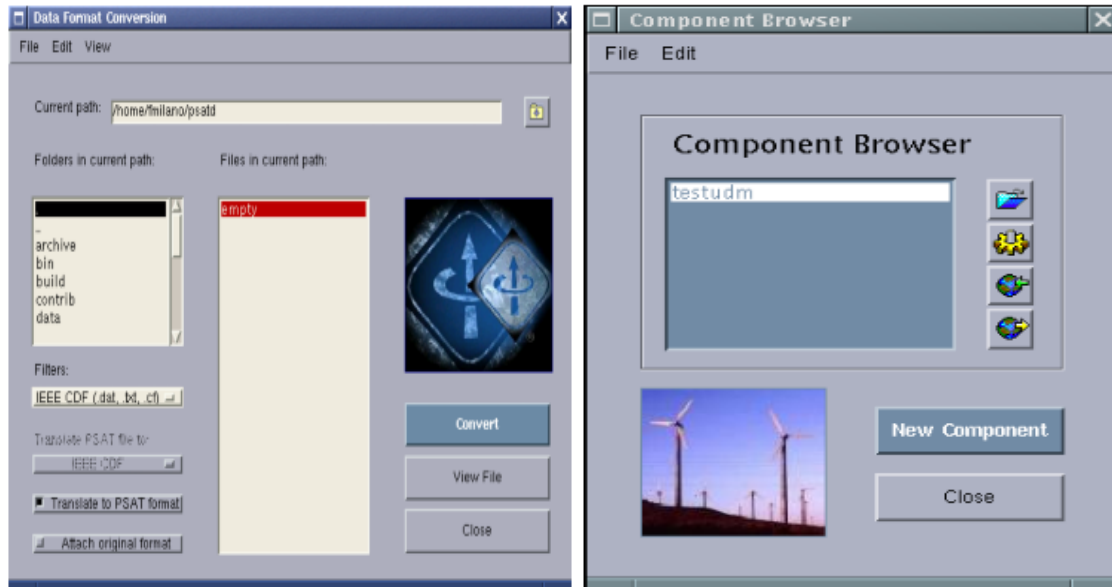 Data Format Conversion
File Edit View
Current path: /home/fmilano/psatd
Folders in current path:
Files in current path:
.
..
archive
bin
build
contrib
data
empty
Filters:
IEEE CDF (.dat, .txt, .cf)
Translate PSAT file to:
IEEE CDF
Translate to PSAT format
Attach original format
Convert
View File
Close
Component Browser
File Edit
Component Browser
testudm
New Component
Close